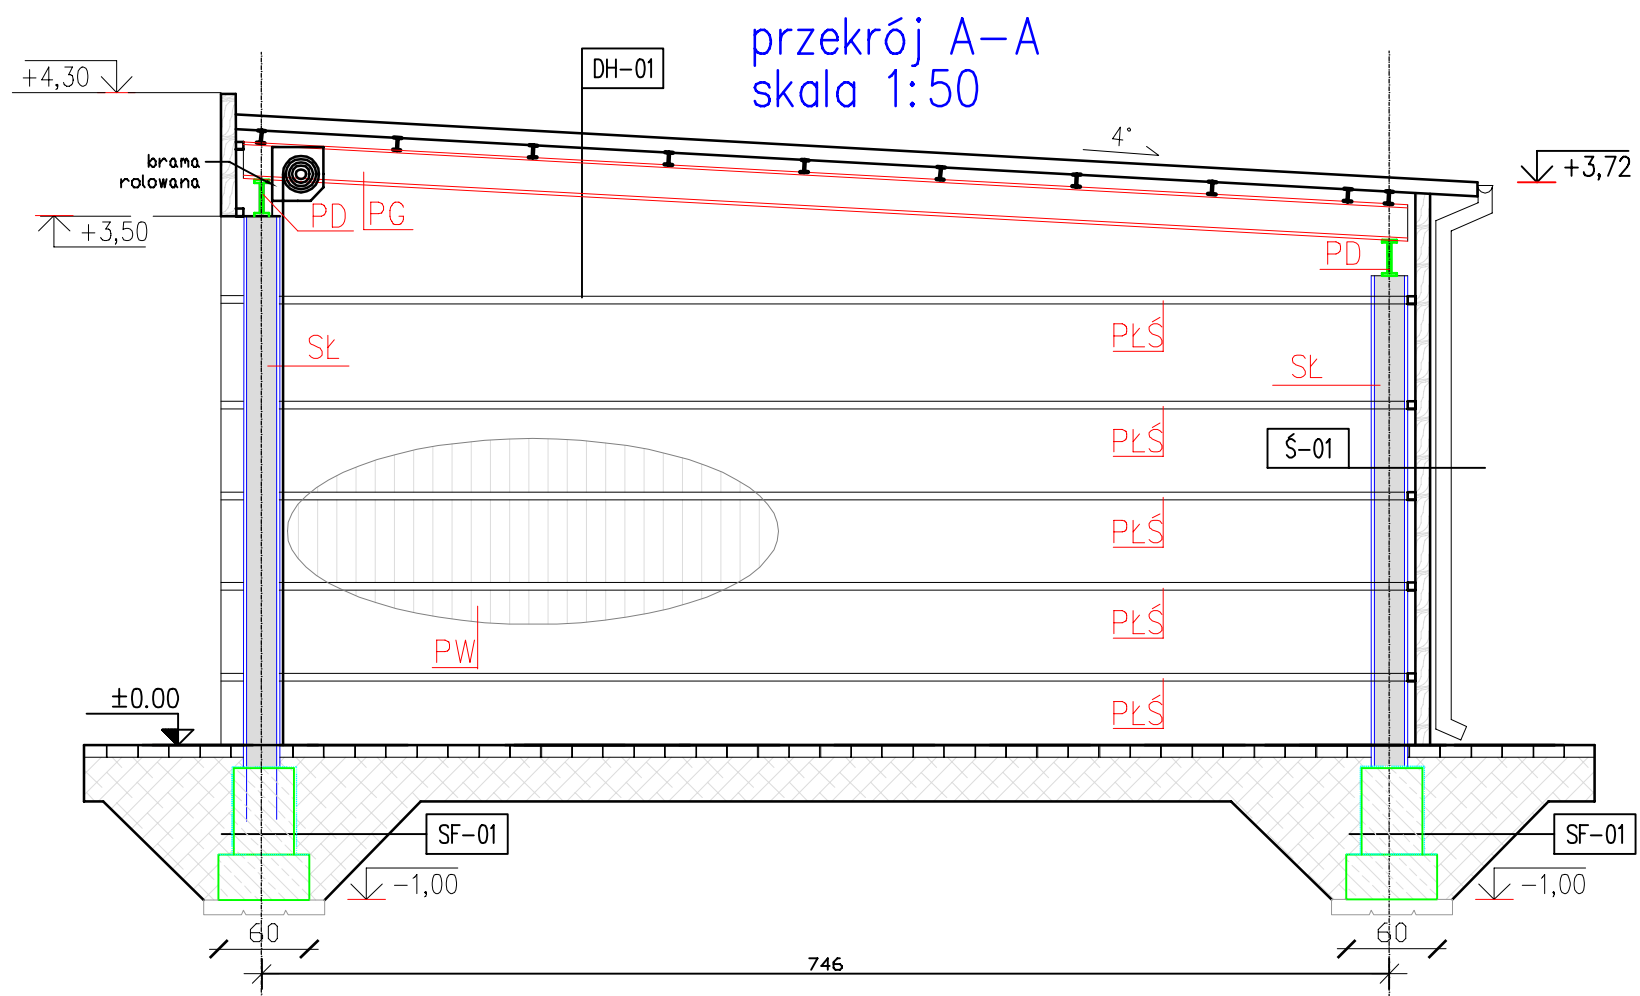 przekrój A-A
skala 1:50
+4,30
DH-01
4°
+3,72
brama
rolowana
PD
PG
+3,50
PD
PŁŚ
SŁ
SŁ
PŁŚ
Ś-01
PŁŚ
PŁŚ
PW
±0.00
PŁŚ
SF-01
SF-01
-1,00
-1,00
60
60
746